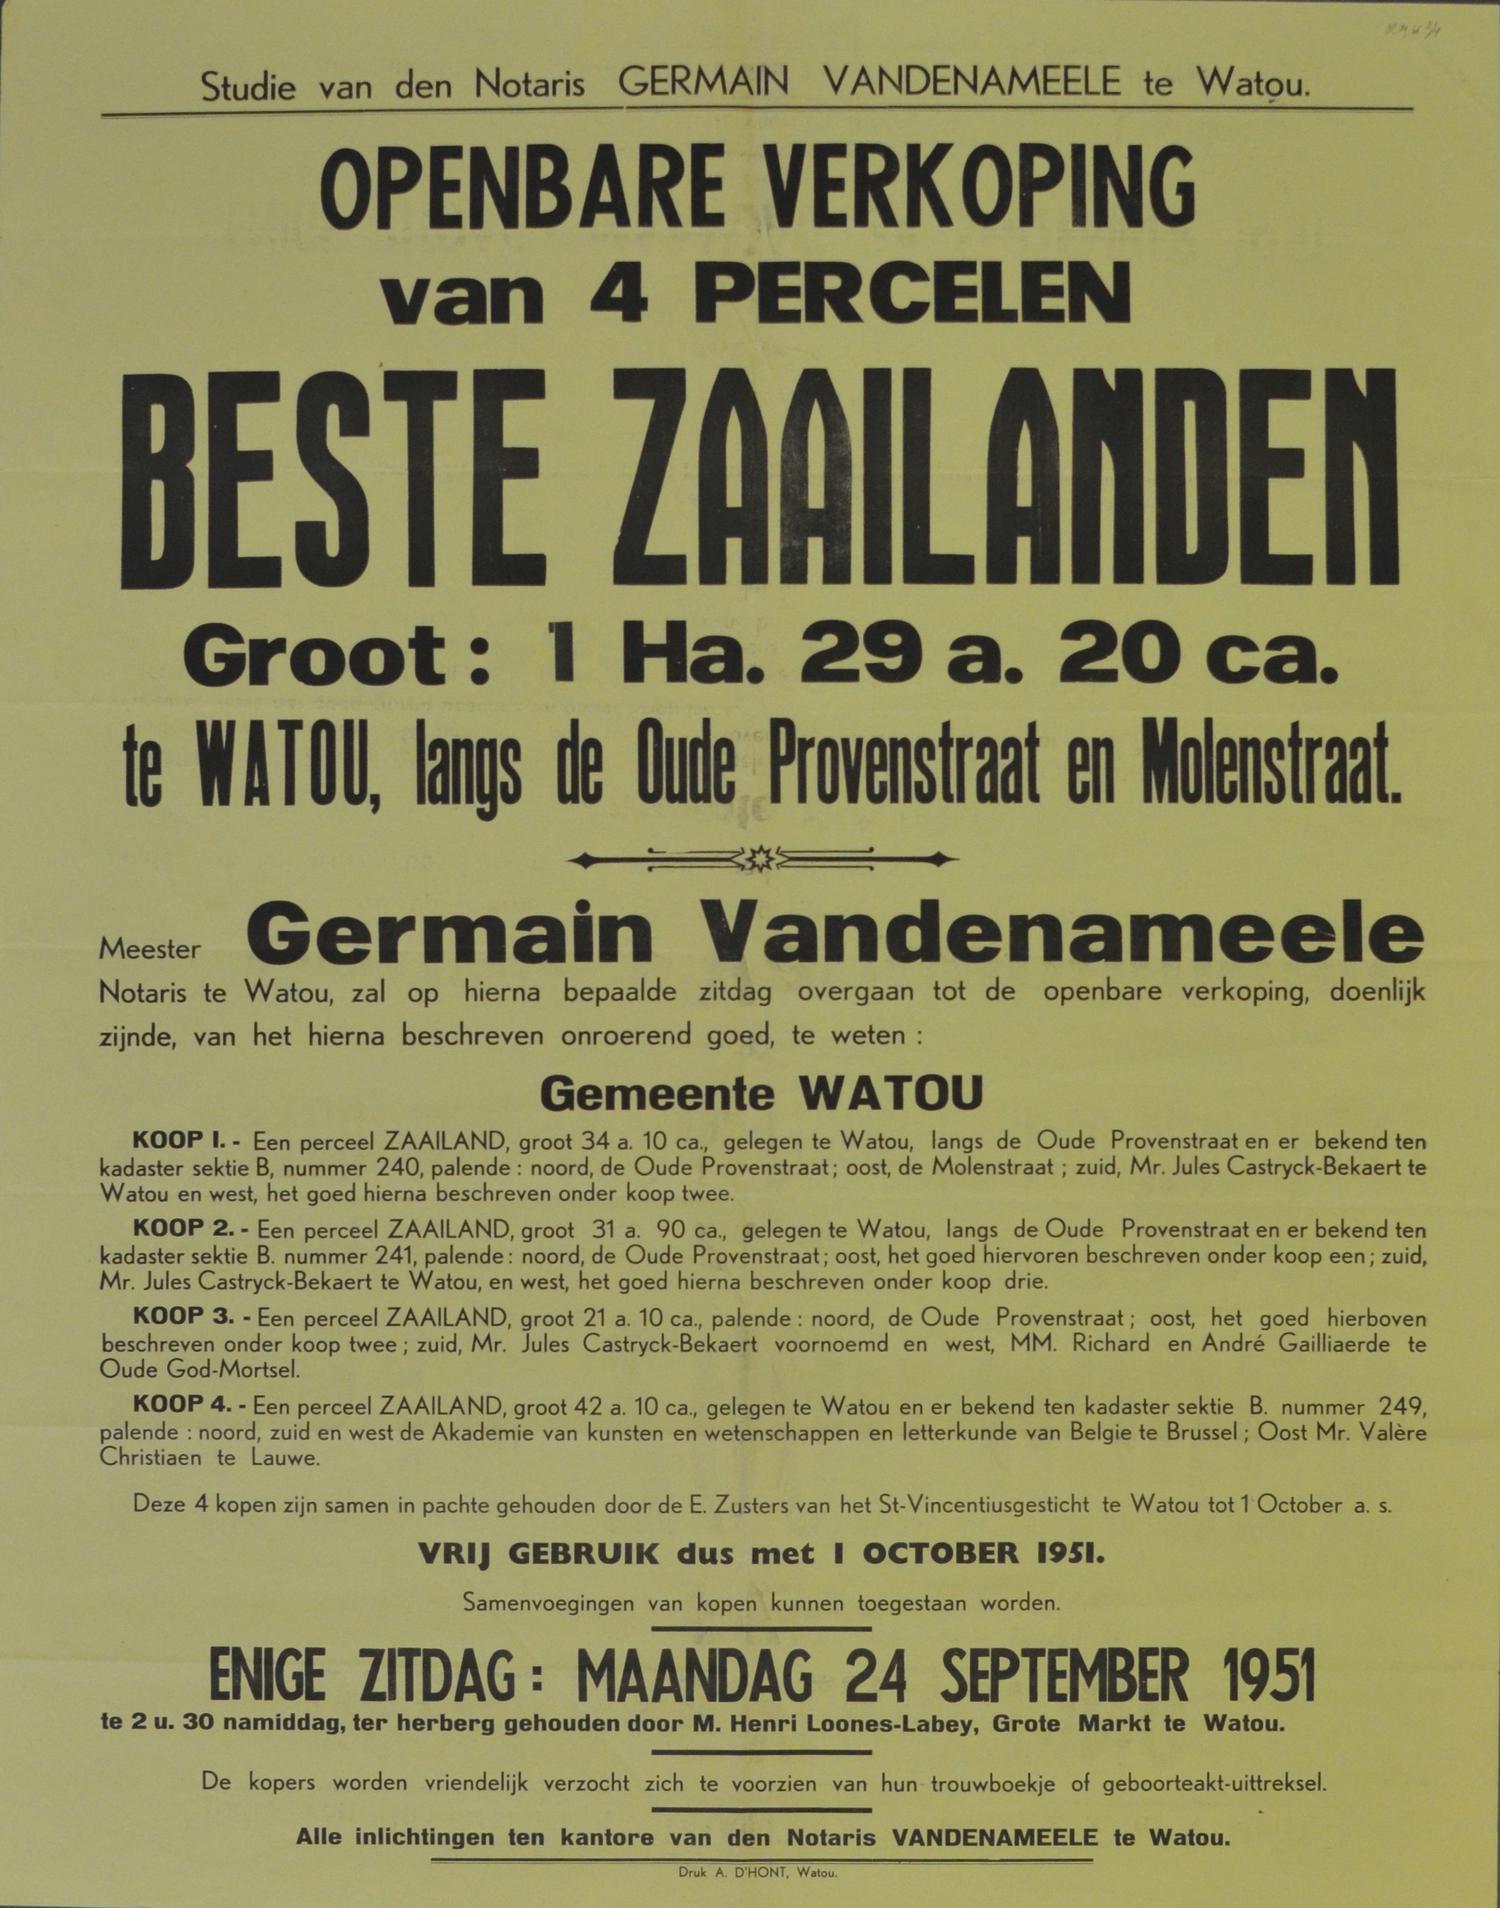 Studie van den Notaris GERMAIN VANDENAMEELE te Watou.
OPENBARE VERKOPING
van 4 PERCELEN
BESTE ZAAILANDEN
Groot: 1 Ha. 29 a. 20 ca.
te WATOU, langs de Oude Provenstraat en Molenstraat.
Meester Germain Vandenameele
Notaris te Watou, zal op hierna bepaalde zitdag overgaan tot de openbare verkoping, doenlijk
zijnde, van het hierna beschreven onroerend goed, te weten :
Gemeente WATOU
KOOP I. - Een perceel ZAAILAND, groot 34 a. 10 ca., gelegen te Watou, langs de Oude Provenstraat en er bekend ten
kadaster sektie B, nummer 240, palende : noord, de Oude Provenstraat; oost, de Molenstraat ; zuid, Mr. Jules Castryck-Bekaert te
Watou en west, het goed hierna beschreven onder koop twee.
KOOP 2. - Een perceel ZAAILAND, groot 31 a. 90 ca., gelegen te Watou, langs de Oude Provenstraat en er bekend ten
kadaster sektie B. nummer 241, palende : noord, de Oude Provenstraat; oost, het goed hiervoren beschreven onder koop een; zuid,
Mr. Jules Castryck-Bekaert te Watou, en west, het goed hierna beschreven onder koop drie.
KOOP 3. - Een perceel ZAAILAND, groot 21 a. 10 ca., palende : noord, de Oude Provenstraat ; oost, het goed hierboven
beschreven onder koop twee ; zuid, Mr. Jules Castryck-Bekaert voornoemd en west, MM. Richard en André Gailliaerde te
Oude God-Mortsel.
KOOP 4. - Een perceel ZAAILAND, groot 42 a. 10 ca., gelegen te Watou en er bekend ten kadaster sektie B. nummer 249,
palende : noord, zuid en west de Akademie van kunsten en wetenschappen en letterkunde van Belgie te Brussel ; Oost Mr. Valère
Christiaen te Lauwe.
Deze 4 kopen zijn samen in pachte gehouden door de E. Zusters van het St-Vincentiusgesticht te Watou tot 1 October a. s.
VRIJ GEBRUIK dus met 1 OCTOBER 1951.
Samenvoegingen van kopen kunnen toegestaan worden.
ENIGE ZITDAG : MAANDAG 24 SEPTEMBER 1951
te 2 u. 30 namiddag, ter herberg gehouden door M. Henri Loones-Labey, Grote Markt te Watou.
De kopers worden vriendelijk verzocht zich te voorzien van hun trouwboekje of geboorteakt-uittreksel.
Alle inlichtingen ten kantore van den Notaris VANDENAMEELE te Watou.
Druk A. D'HONT, Watou.